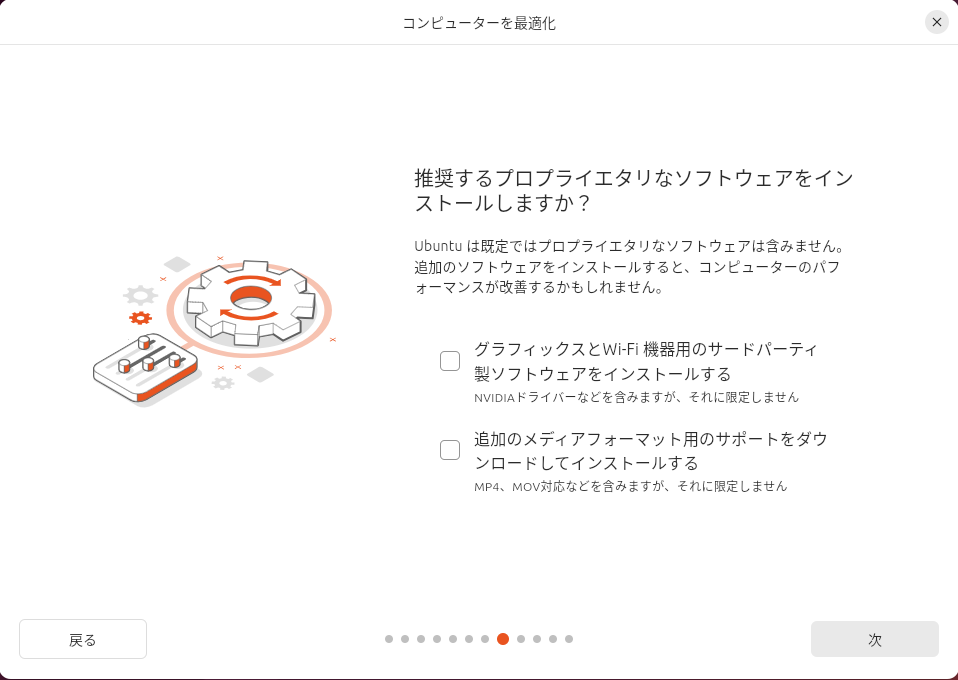 コンピューターを最適化
推奨するプロプライエタリなソフトウェアをイン
ストールしますか？
Ubuntu は既定ではプロプライエタリなソフトウェアは含みません。
追加のソフトウェアをインストールすると、コンピューターのパフ
ォーマンスが改善するかもしれません。
グラフィックスとWi-Fi 機器用のサードパーティ
製ソフトウェアをインストールする
NVIDIAドライバーなどを含みますが、それに限定しません
追加のメディアフォーマット用のサポートをダウ
ンロードしてインストールする
MP4、MOV対応などを含みますが、それに限定しません
戻る
次